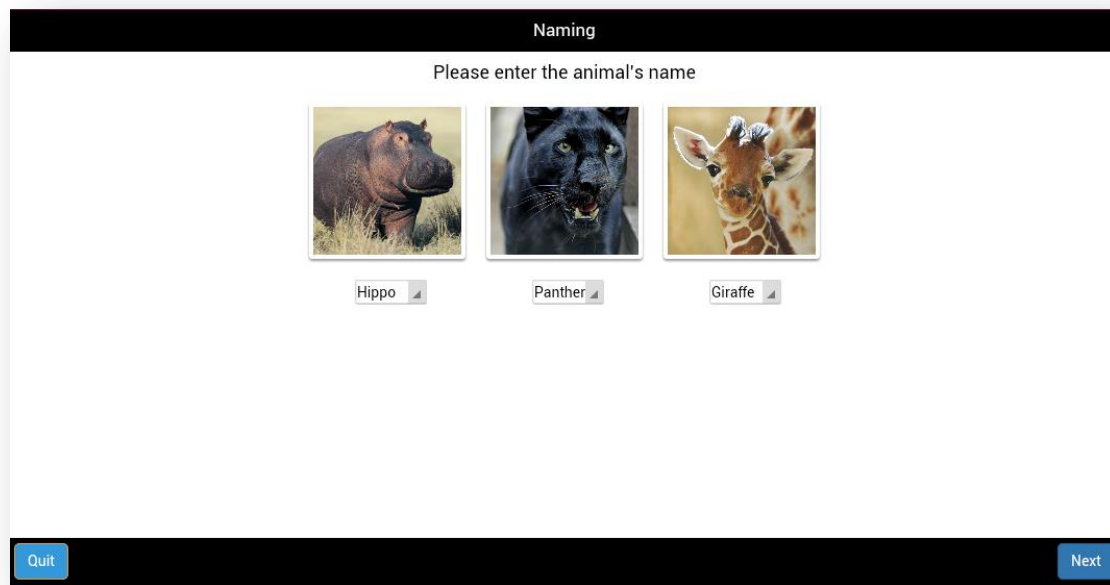 Naming
Please enter the animal's name
Hippo Panther Giraffe
Quit Next